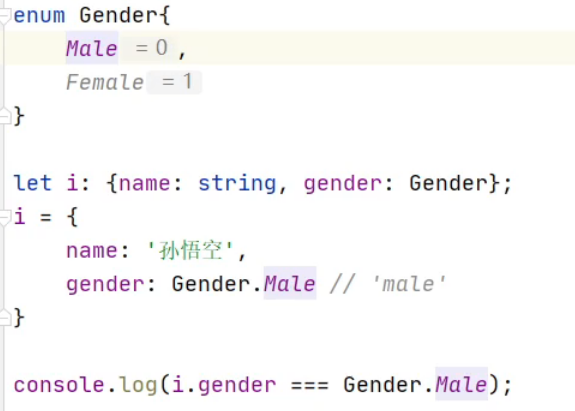 enum Gender{
    Male = 0 ,
    Female = 1
}
let i: {name: string, gender: Gender};
i = {
    name: '孙悟空',
    gender: Gender.Male // 'male'
}
console.log(i.gender === Gender.Male);